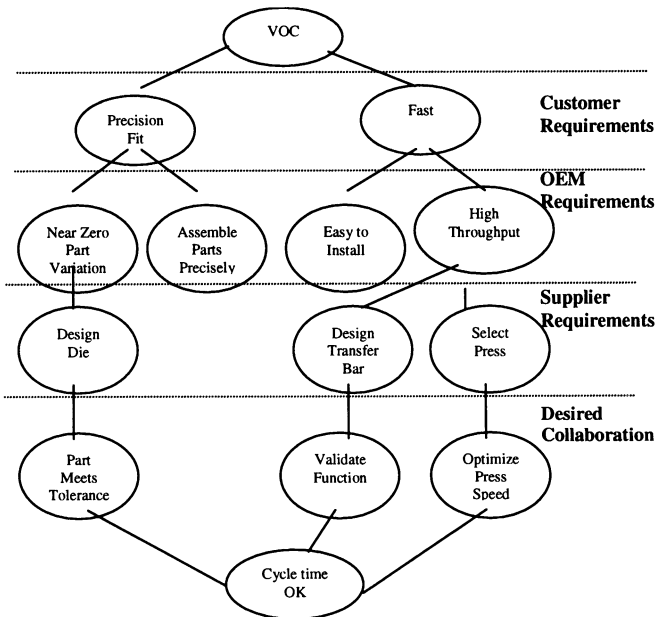 VOC
Customer
Requirements
Precision
Fit
Fast
OEM
Requirements
Near Zero
Part
Variation
Assemble
Parts
Precisely
Easy to
Install
High
Throughput
Supplier
Requirements
Design
Die
Design
Transfer
Bar
Select
Press
Desired
Collaboration
Part
Meets
Tolerance
Validate
Function
Optimize
Press
Speed
Cycle time
OK